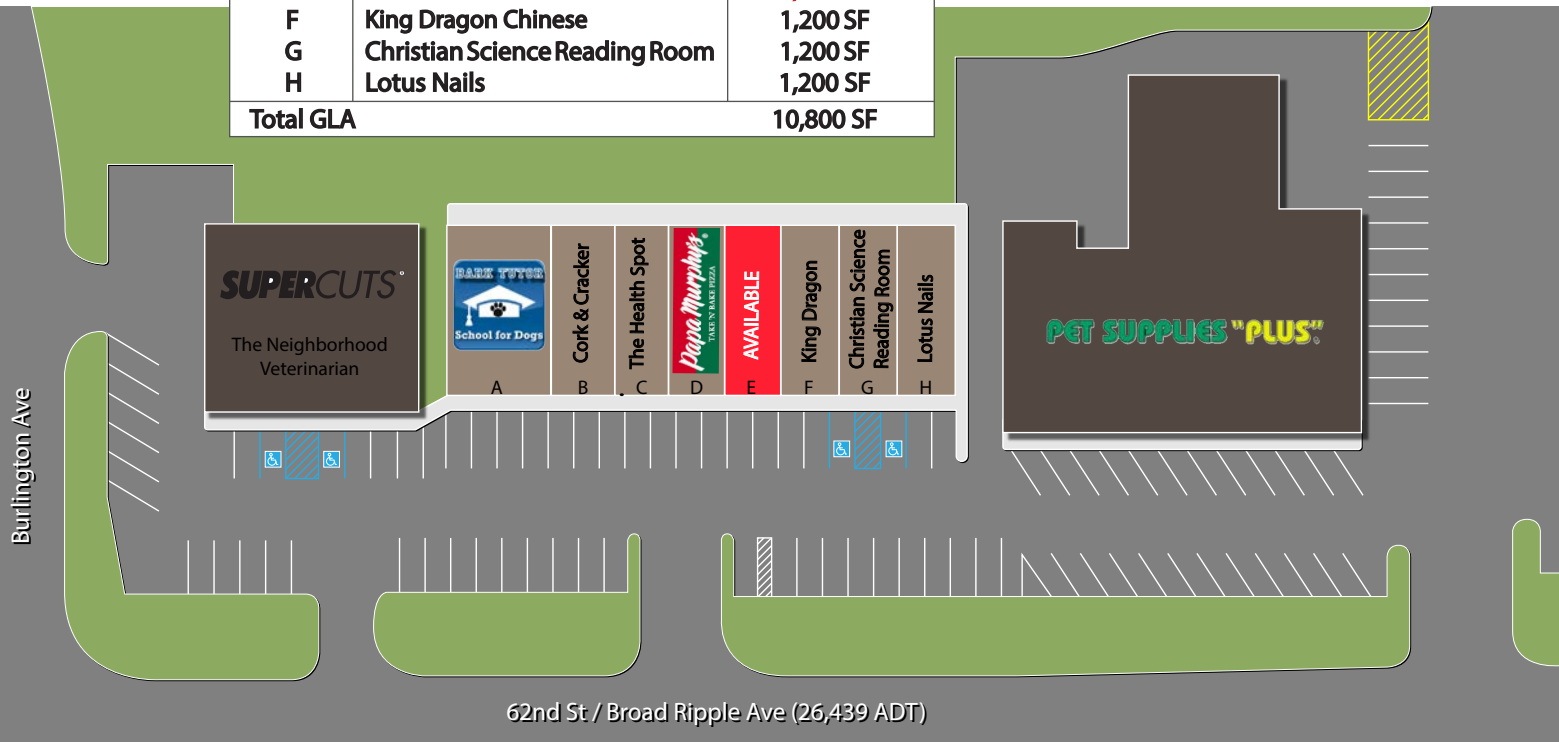 F King Dragon Chinese 1,200 SF
G Christian Science Reading Room 1,200 SF
H Lotus Nails 1,200 SF
Total GLA 10,800 SF
SUPERCUTS
The Neighborhood
Veterinarian
BARK TUTOR
School for Dogs
A
Cork & Cracker
B
The Health Spot
C
Papa Murphy's
TAKE 'N' BAKE PIZZA
D
AVAILABLE
E
King Dragon
F
Christian Science
Reading Room
G
Lotus Nails
H
PET SUPPLIES "PLUS"
Burlington Ave
62nd St / Broad Ripple Ave (26,439 ADT)